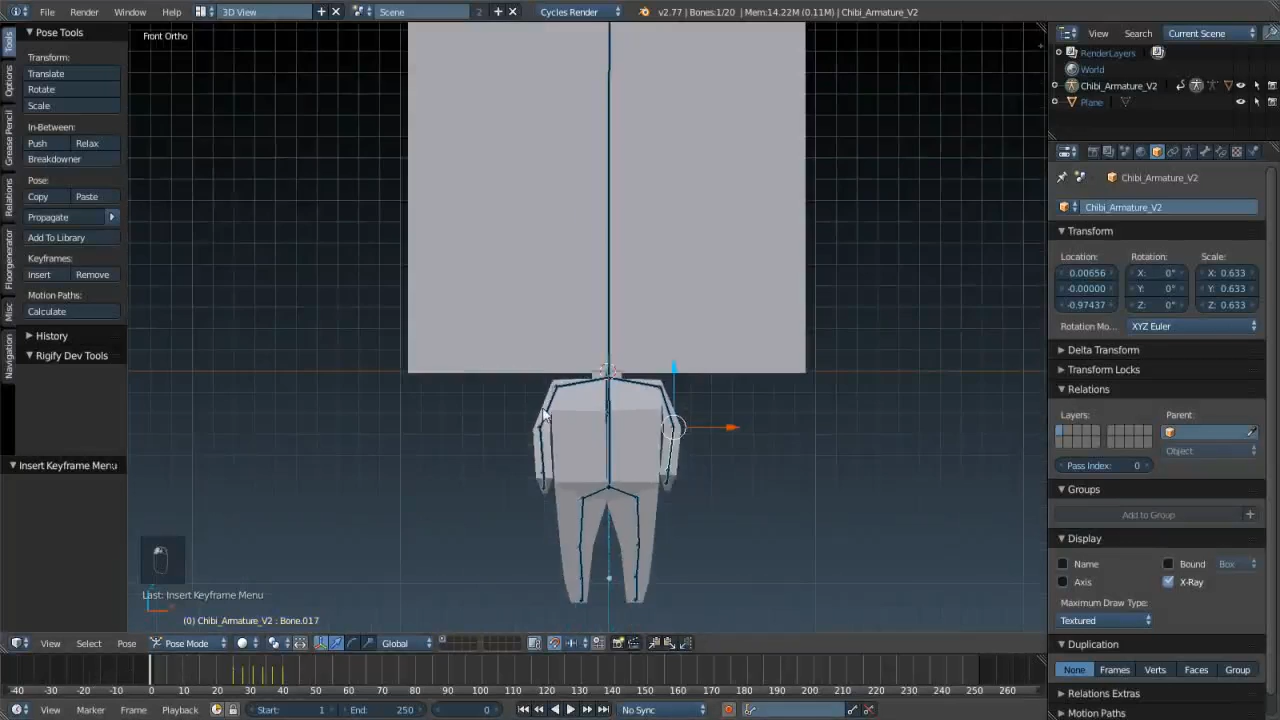 File Render Window Help 3D View Scene 2 Cycles Render v2.77 | Bones:1/20 | Mem:14.22M (0.11M) | Chibi_Armature_V2
Tools
Options
Grease Pencil
Relations
Floorgenerator
Misc
Navigation
Pose Tools
Transform:
Translate
Rotate
Scale
In-Between:
Push Relax
Breakdowner
Pose:
Copy Paste
Propagate
Add To Library
Keyframes:
Insert Remove
Motion Paths:
Calculate
History
Rigify Dev Tools
Insert Keyframe Menu
Front Ortho
Last: Insert Keyframe Menu
(0) Chibi_Armature_V2 : Bone.017
View Select Pose Pose Mode Global
View Search Current Scene
RenderLayers
World
Chibi_Armature_V2
Plane
Chibi_Armature_V2
Chibi_Armature_V2
Transform
Location: Rotation: Scale:
0.00656 X: 0° X: 0.633
-0.00000 Y: 0° Y: 0.633
-0.97437 Z: 0° Z: 0.633
Rotation Mo... XYZ Euler
Delta Transform
Transform Locks
Relations
Layers: Parent:
Object
Pass Index: 0
Groups
Add to Group
Display
Name Bound Box
Axis X-Ray
Maximum Draw Type:
Textured
Duplication
None Frames Verts Faces Group
Relations Extras
Motion Paths
-40 -30 -20 -10 0 10 20 30 40 50 60 70 80 90 100 110 120 130 140 150 160 170 180 190 200 210 220 230 240 250 260
View Marker Frame Playback Start: 1 End: 250 0 No Sync